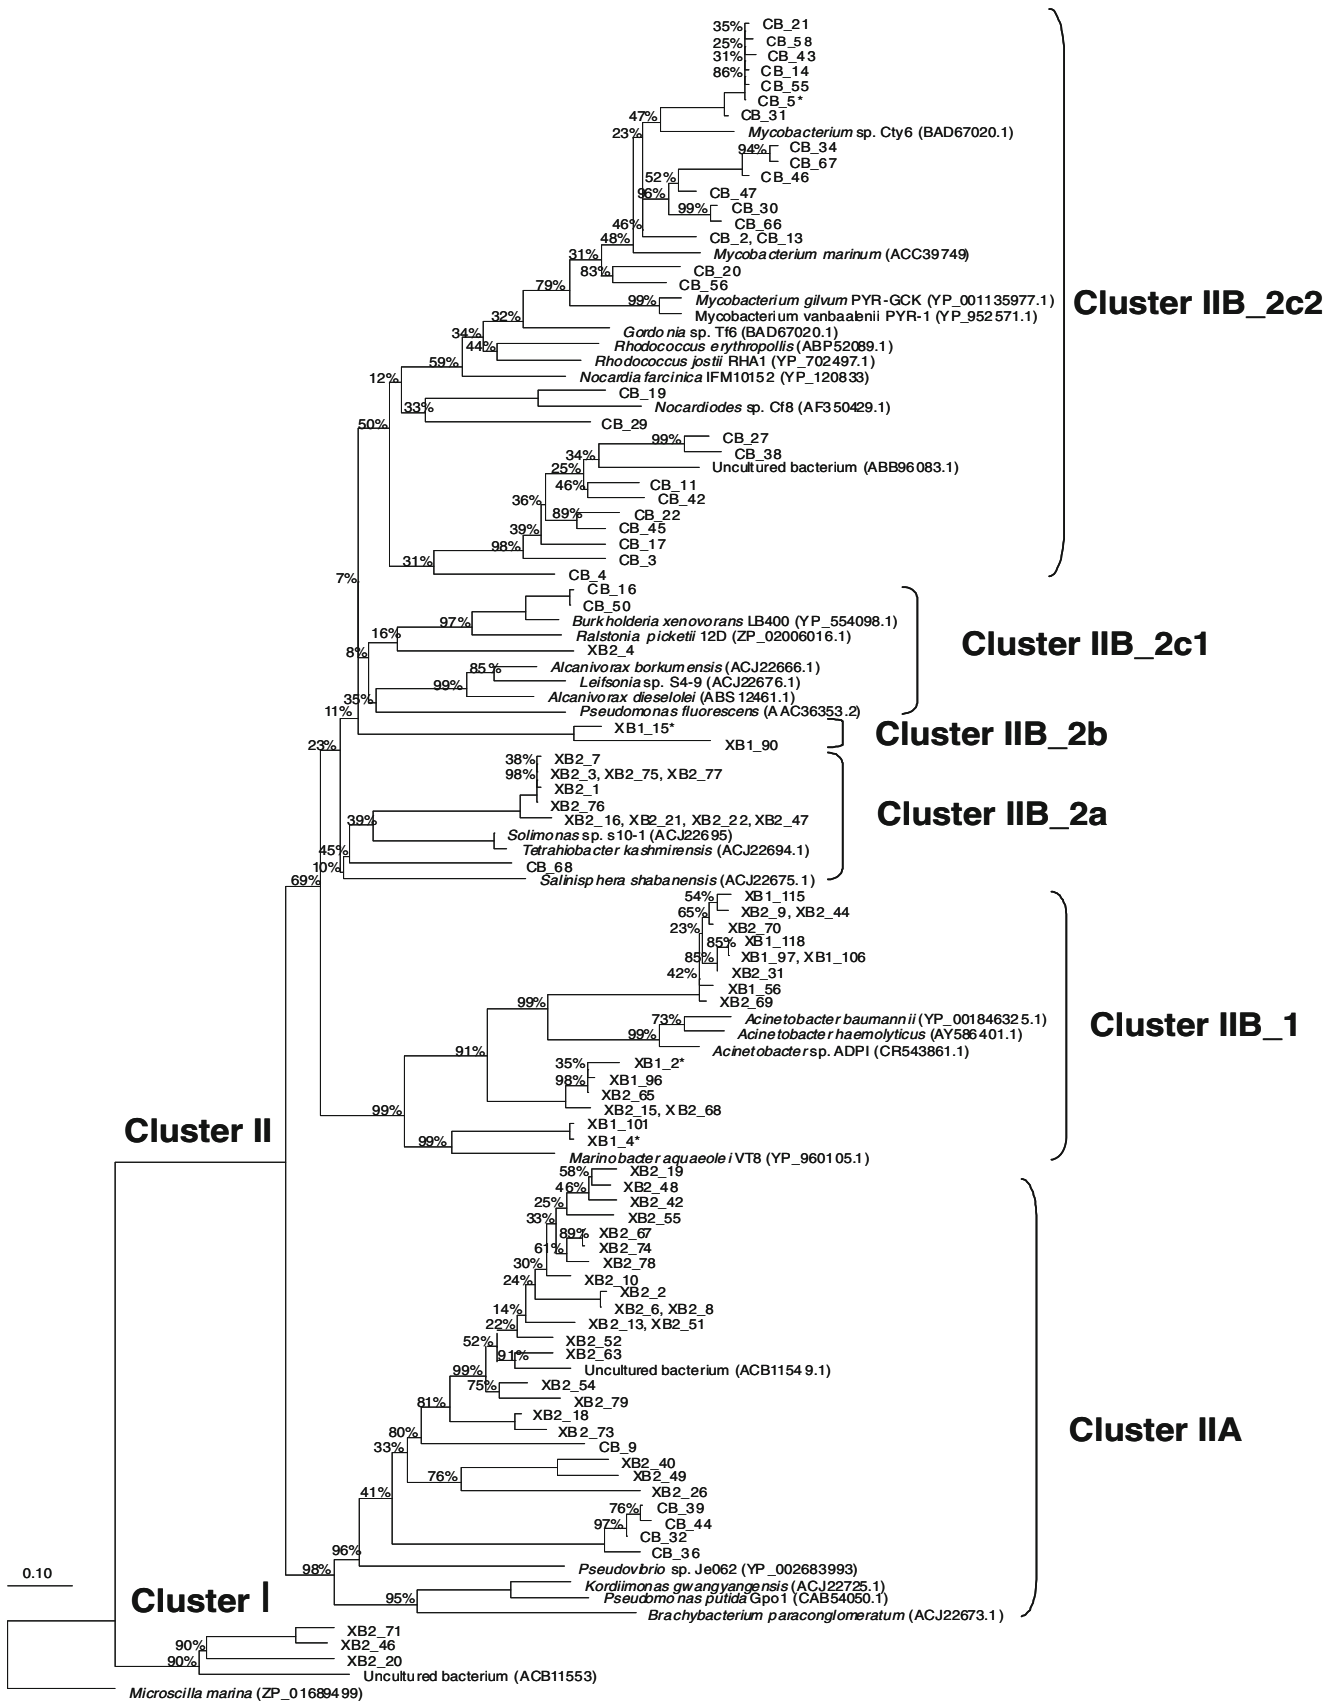 35% CB_21
25% CB_58
31% CB_43
86% CB_14
CB_55
CB_5*
CB_31
47%
23%
Mycobacterium sp. Cty6 (BAD67020.1)
94% CB_34
CB_67
CB_46
52%
96% CB_47
99% CB_30
CB_66
46%
CB_2, CB_13
48%
Mycobacterium marinum (ACC39749)
31%
83% CB_20
CB_56
79%
99% Mycobacterium gilvum PYR-GCK (YP_001135977.1)
Cluster IIB_2c2
Mycobacterium vanbaalenii PYR-1 (YP_952571.1)
32%
Gordonia sp. Tf6 (BAD67020.1)
34%
44% Rhodococcus erythropollis (ABP52089.1)
Rhodococcus jostii RHA1 (YP_702497.1)
59%
Nocardia farcinica IFM10152 (YP_120833)
12%
CB_19
33% Nocardiodes sp. Cf8 (AF350429.1)
CB_29
50%
99% CB_27
CB_38
34%
Uncultured bacterium (ABB96083.1)
25%
46% CB_11
CB_42
36%
89% CB_22
CB_45
39%
CB_17
98%
CB_3
31%
CB_4
7%
CB_16
CB_50
97% Burkholderia xenovorans LB400 (YP_554098.1)
16% Ralstonia picketii 12D (ZP_02006016.1)
Cluster IIB_2c1
8%
XB2_4
85% Alcanivorax borkumensis (ACJ22666.1)
Leifsonia sp. S4-9 (ACJ22676.1)
99%
Alcanivorax dieselolei (ABS12461.1)
35%
Pseudomonas fluorescens (AAC36353.2)
11%
XB1_15*
Cluster IIB_2b
XB1_90
23%
38% XB2_7
98% XB2_3, XB2_75, XB2_77
XB2_1
XB2_76
Cluster IIB_2a
39% XB2_16, XB2_21, XB2_22, XB2_47
Solimonas sp. s10-1 (ACJ22695)
45% Tetrahiobacter kashmirensis (ACJ22694.1)
10%
CB_68
69%
Salinisphera shabanensis (ACJ22675.1)
54% XB1_115
65% XB2_9, XB2_44
23% XB2_70
85% XB1_118
85% XB1_97, XB1_106
42% XB2_31
XB1_56
99% XB2_69
73% Acinetobacter baumannii (YP_001846325.1)
Cluster IIB_1
99% Acinetobacter haemolyticus (AY586401.1)
91% Acinetobacter sp. ADPI (CR543861.1)
35% XB1_2*
98% XB1_96
XB2_65
99% XB2_15, XB2_68
Cluster II
XB1_101
99% XB1_4*
Marinobacter aquaeolei VT8 (YP_960105.1)
58% XB2_19
46% XB2_48
25% XB2_42
33% XB2_55
89% XB2_67
61% XB2_74
30% XB2_78
24% XB2_10
XB2_2
14% XB2_6, XB2_8
22% XB2_13, XB2_51
52% XB2_52
91% XB2_63
99% Uncultured bacterium (ACB11549.1)
75% XB2_54
81% XB2_79
XB2_18
80% XB2_73
33% CB_9
Cluster IIA
XB2_40
76% XB2_49
41% XB2_26
76% CB_39
97% CB_44
CB_32
96% CB_36
98% Pseudovibrio sp. Je062 (YP_002683993)
0.10
Kordiimonas gwangyangensis (ACJ22725.1)
95% Pseudomonas putida Gpo1 (CAB54050.1)
Cluster I
Brachybacterium paraconglomeratum (ACJ22673.1)
XB2_71
90% XB2_46
90% XB2_20
Uncultured bacterium (ACB11553)
Microscilla marina (ZP_01689499)